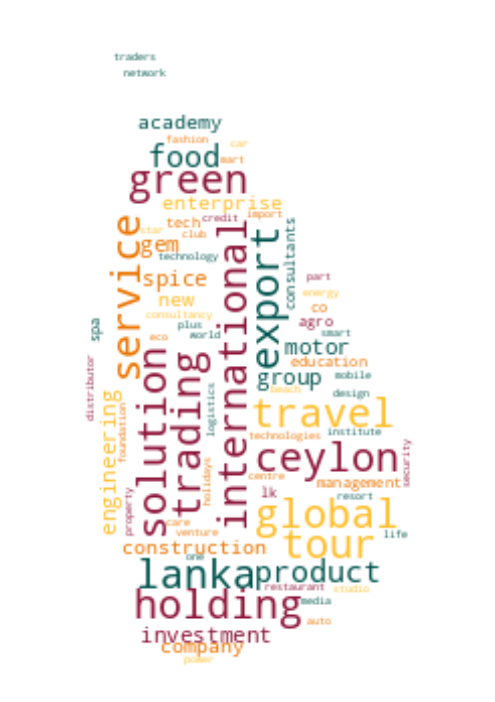 traders
network
academy
fashion
car
food
mart
green
enterprise
tech
credit
import
star
club
service
gem
technology
international
export
consultants
spice
new
part
energy
consultancy
co
spa
plus
world
agro
eco
smart
solution
trading
motor
education
distributor
group
mobile
logistics
beach
design
engineering
foundation
travel
technologies
institute
ceylon
security
holidays
centre
management
property
lk
resort
global
care
venture
tour
life
construction
one
lanka
product
restaurant
studio
holding
media
auto
investment
company
power